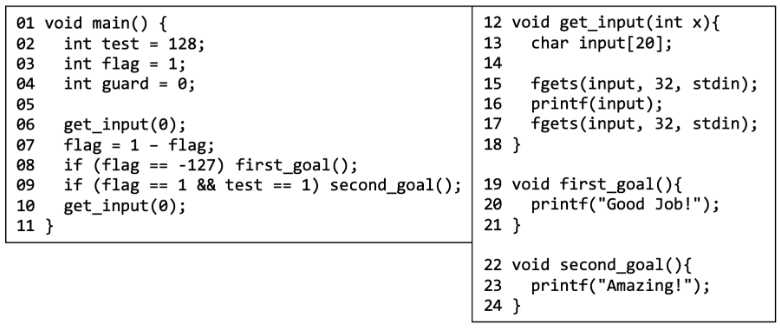 01 void main() {
02   int test = 128;
03   int flag = 1;
04   int guard = 0;
05
06   get_input(0);
07   flag = 1 - flag;
08   if (flag == -127) first_goal();
09   if (flag == 1 && test == 1) second_goal();
10   get_input(0);
11 }
12 void get_input(int x){
13   char input[20];
14
15   fgets(input, 32, stdin);
16   printf(input);
17   fgets(input, 32, stdin);
18 }
19 void first_goal(){
20   printf("Good Job!");
21 }
22 void second_goal(){
23   printf("Amazing!");
24 }